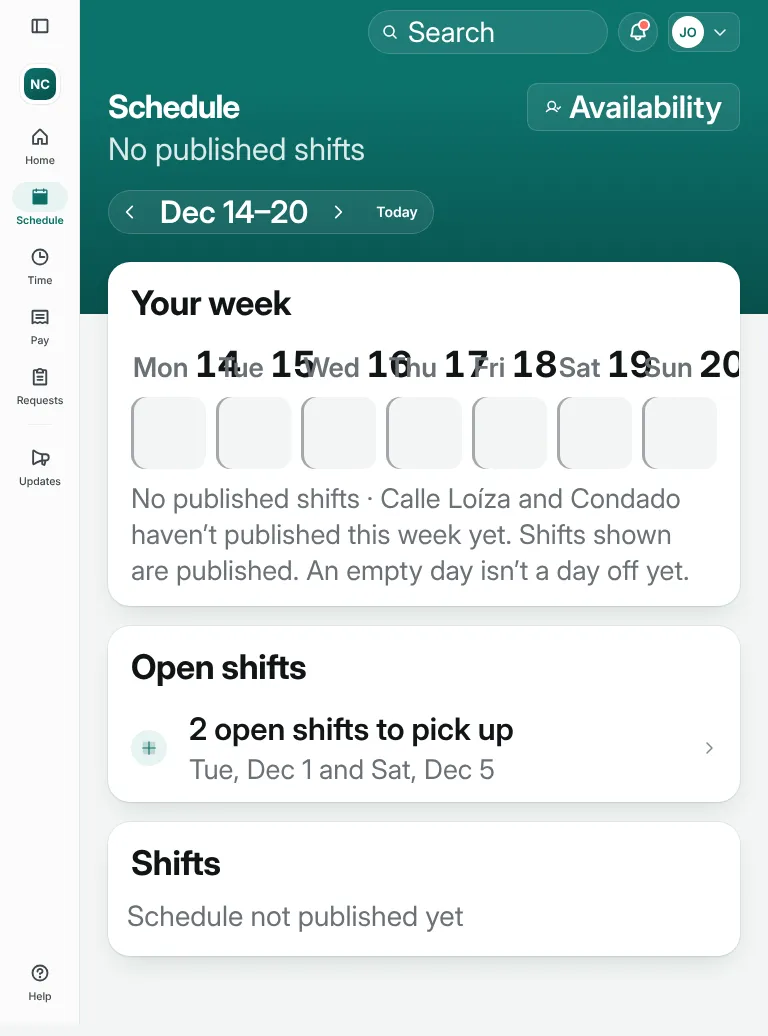 Search
JO
NC
Home
Schedule
Time
Pay
Requests
Updates
Help
Schedule
No published shifts
Availability
Dec 14–20
Today
Your week
Mon 14 Tue 15 Wed 16 Thu 17 Fri 18 Sat 19 Sun 20
No published shifts · Calle Loíza and Condado
haven’t published this week yet. Shifts shown
are published. An empty day isn’t a day off yet.
Open shifts
2 open shifts to pick up
Tue, Dec 1 and Sat, Dec 5
Shifts
Schedule not published yet